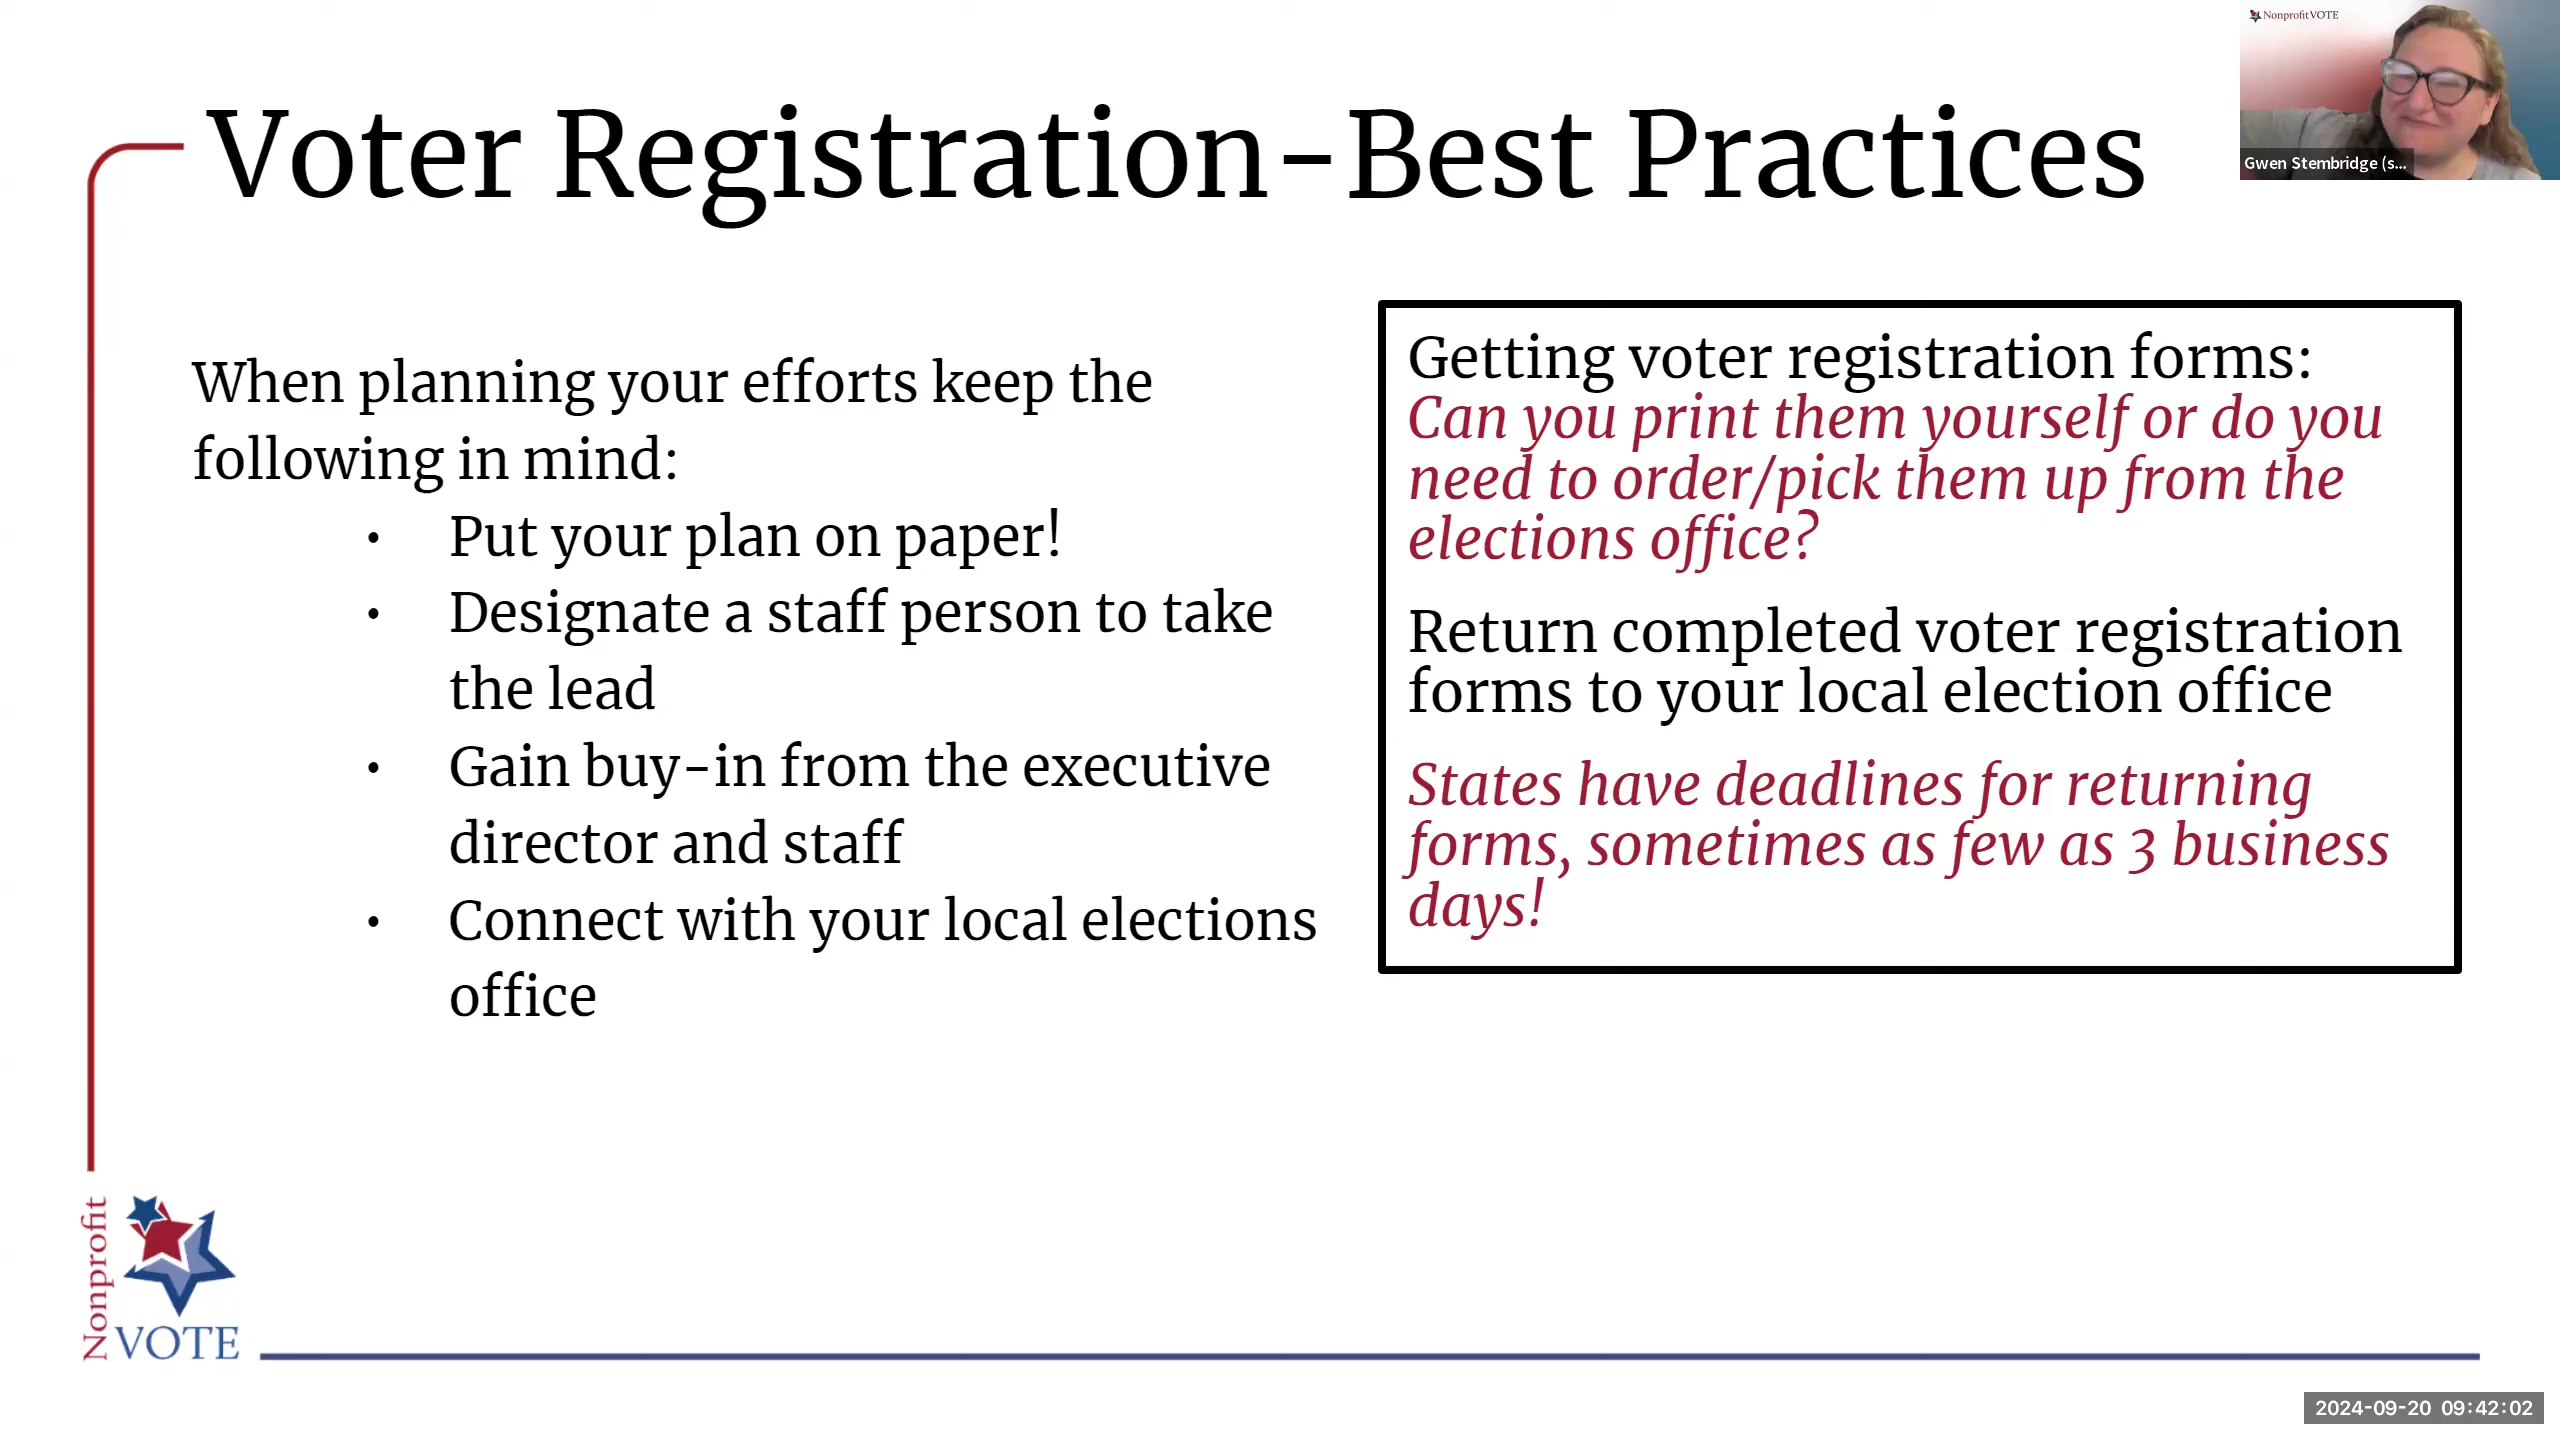 NonprofitVOTE
Gwen Stembridge (s...
Voter Registration-Best Practices
When planning your efforts keep the
following in mind:
• Put your plan on paper!
• Designate a staff person to take
the lead
• Gain buy-in from the executive
director and staff
• Connect with your local elections
office
Getting voter registration forms:
Can you print them yourself or do you
need to order/pick them up from the
elections office?
Return completed voter registration
forms to your local election office
States have deadlines for returning
forms, sometimes as few as 3 business
days!
Nonprofit
VOTE
2024-09-20 09:42:02